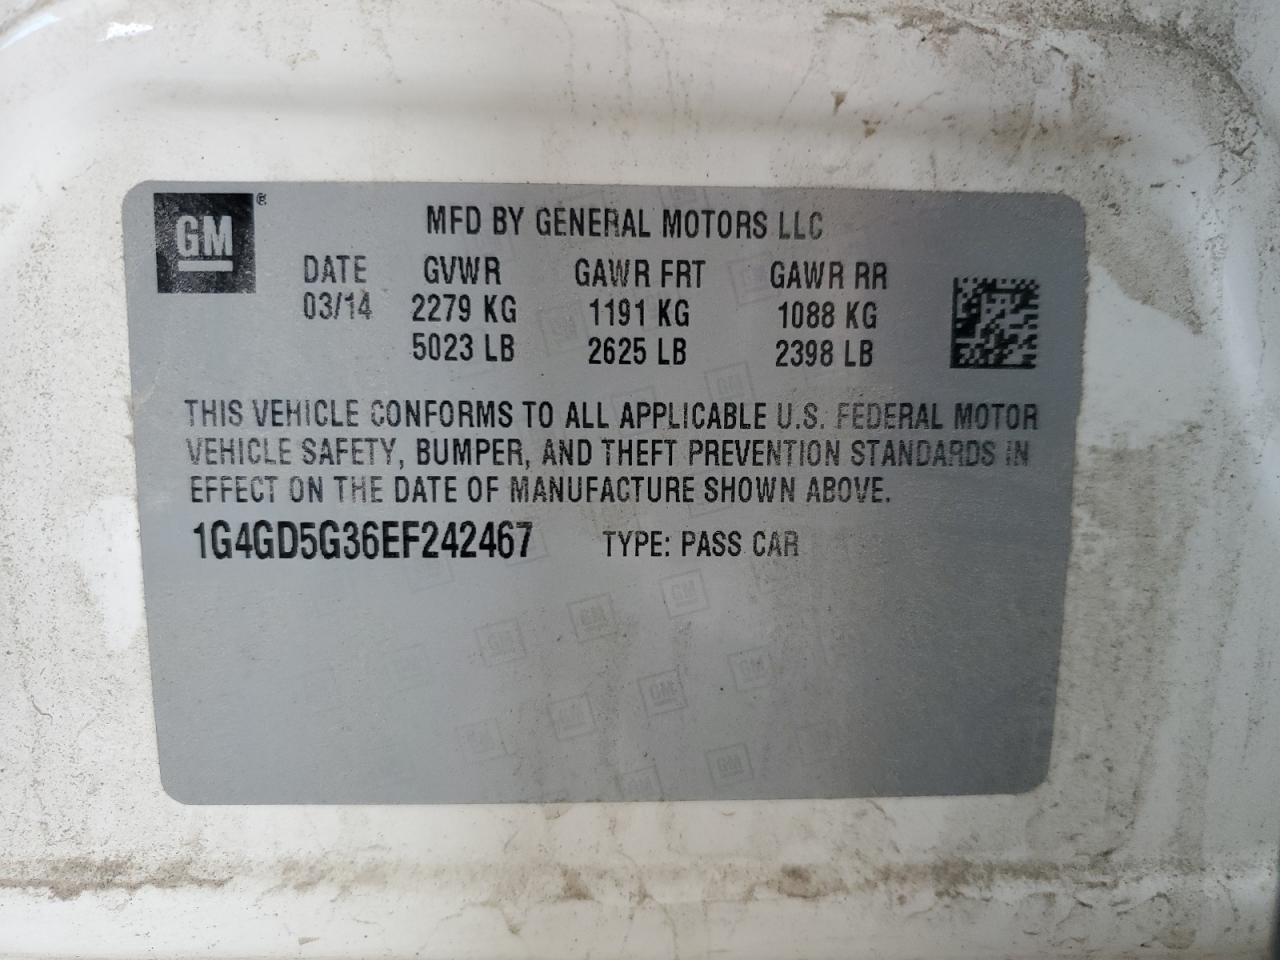 GM ®
MFD BY GENERAL MOTORS LLC
DATE GVWR GAWR FRT GAWR RR
03/14 2279 KG 1191 KG 1088 KG
5023 LB 2625 LB 2398 LB
THIS VEHICLE CONFORMS TO ALL APPLICABLE U.S. FEDERAL MOTOR
VEHICLE SAFETY, BUMPER, AND THEFT PREVENTION STANDARDS IN
EFFECT ON THE DATE OF MANUFACTURE SHOWN ABOVE.
1G4GD5G36EF242467 TYPE: PASS CAR